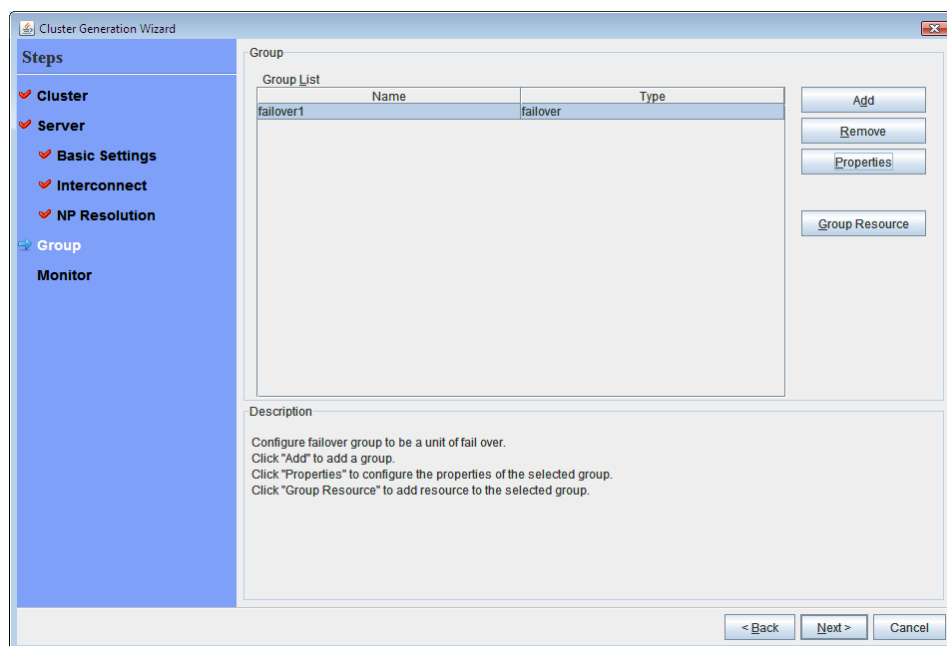 Cluster Generation Wizard
Steps
Cluster
Server
Basic Settings
Interconnect
NP Resolution
Group
Monitor
Group
Group List
Name Type
failover1 failover
Add
Remove
Properties
Group Resource
Description
Configure failover group to be a unit of fail over.
Click "Add" to add a group.
Click "Properties" to configure the properties of the selected group.
Click "Group Resource" to add resource to the selected group.
< Back Next > Cancel